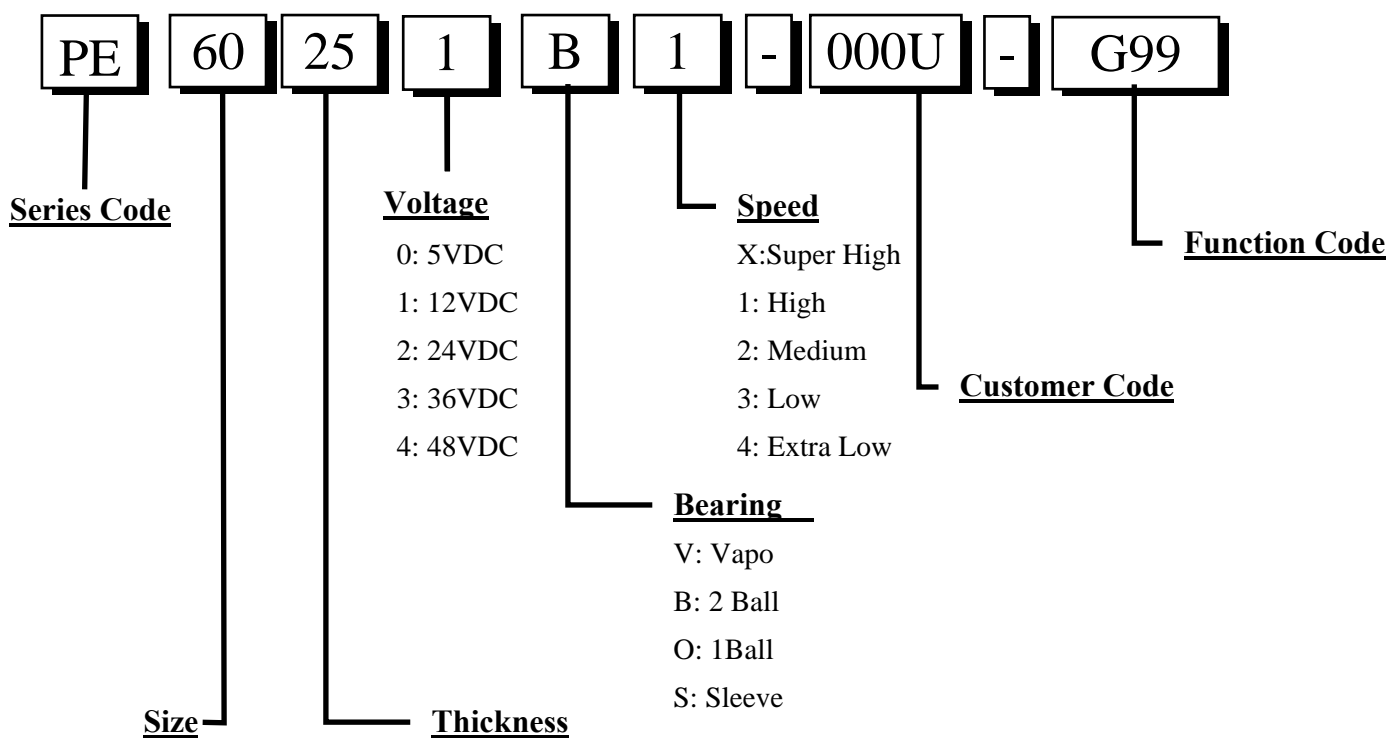 PE 60 25 1 B 1 - 000U - G99
Series Code
Voltage
0: 5VDC
1: 12VDC
2: 24VDC
3: 36VDC
4: 48VDC
Speed
X:Super High
1: High
2: Medium
3: Low
4: Extra Low
Function Code
Customer Code
Bearing
V: Vapo
B: 2 Ball
O: 1Ball
S: Sleeve
Size
Thickness